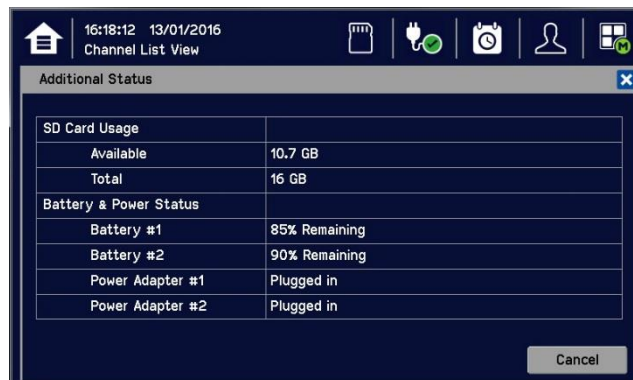 16:18:12 13/01/2016
Channel List View
M
Additional Status
SD Card Usage
Available 10.7 GB
Total 16 GB
Battery & Power Status
Battery #1 85% Remaining
Battery #2 90% Remaining
Power Adapter #1 Plugged in
Power Adapter #2 Plugged in
Cancel